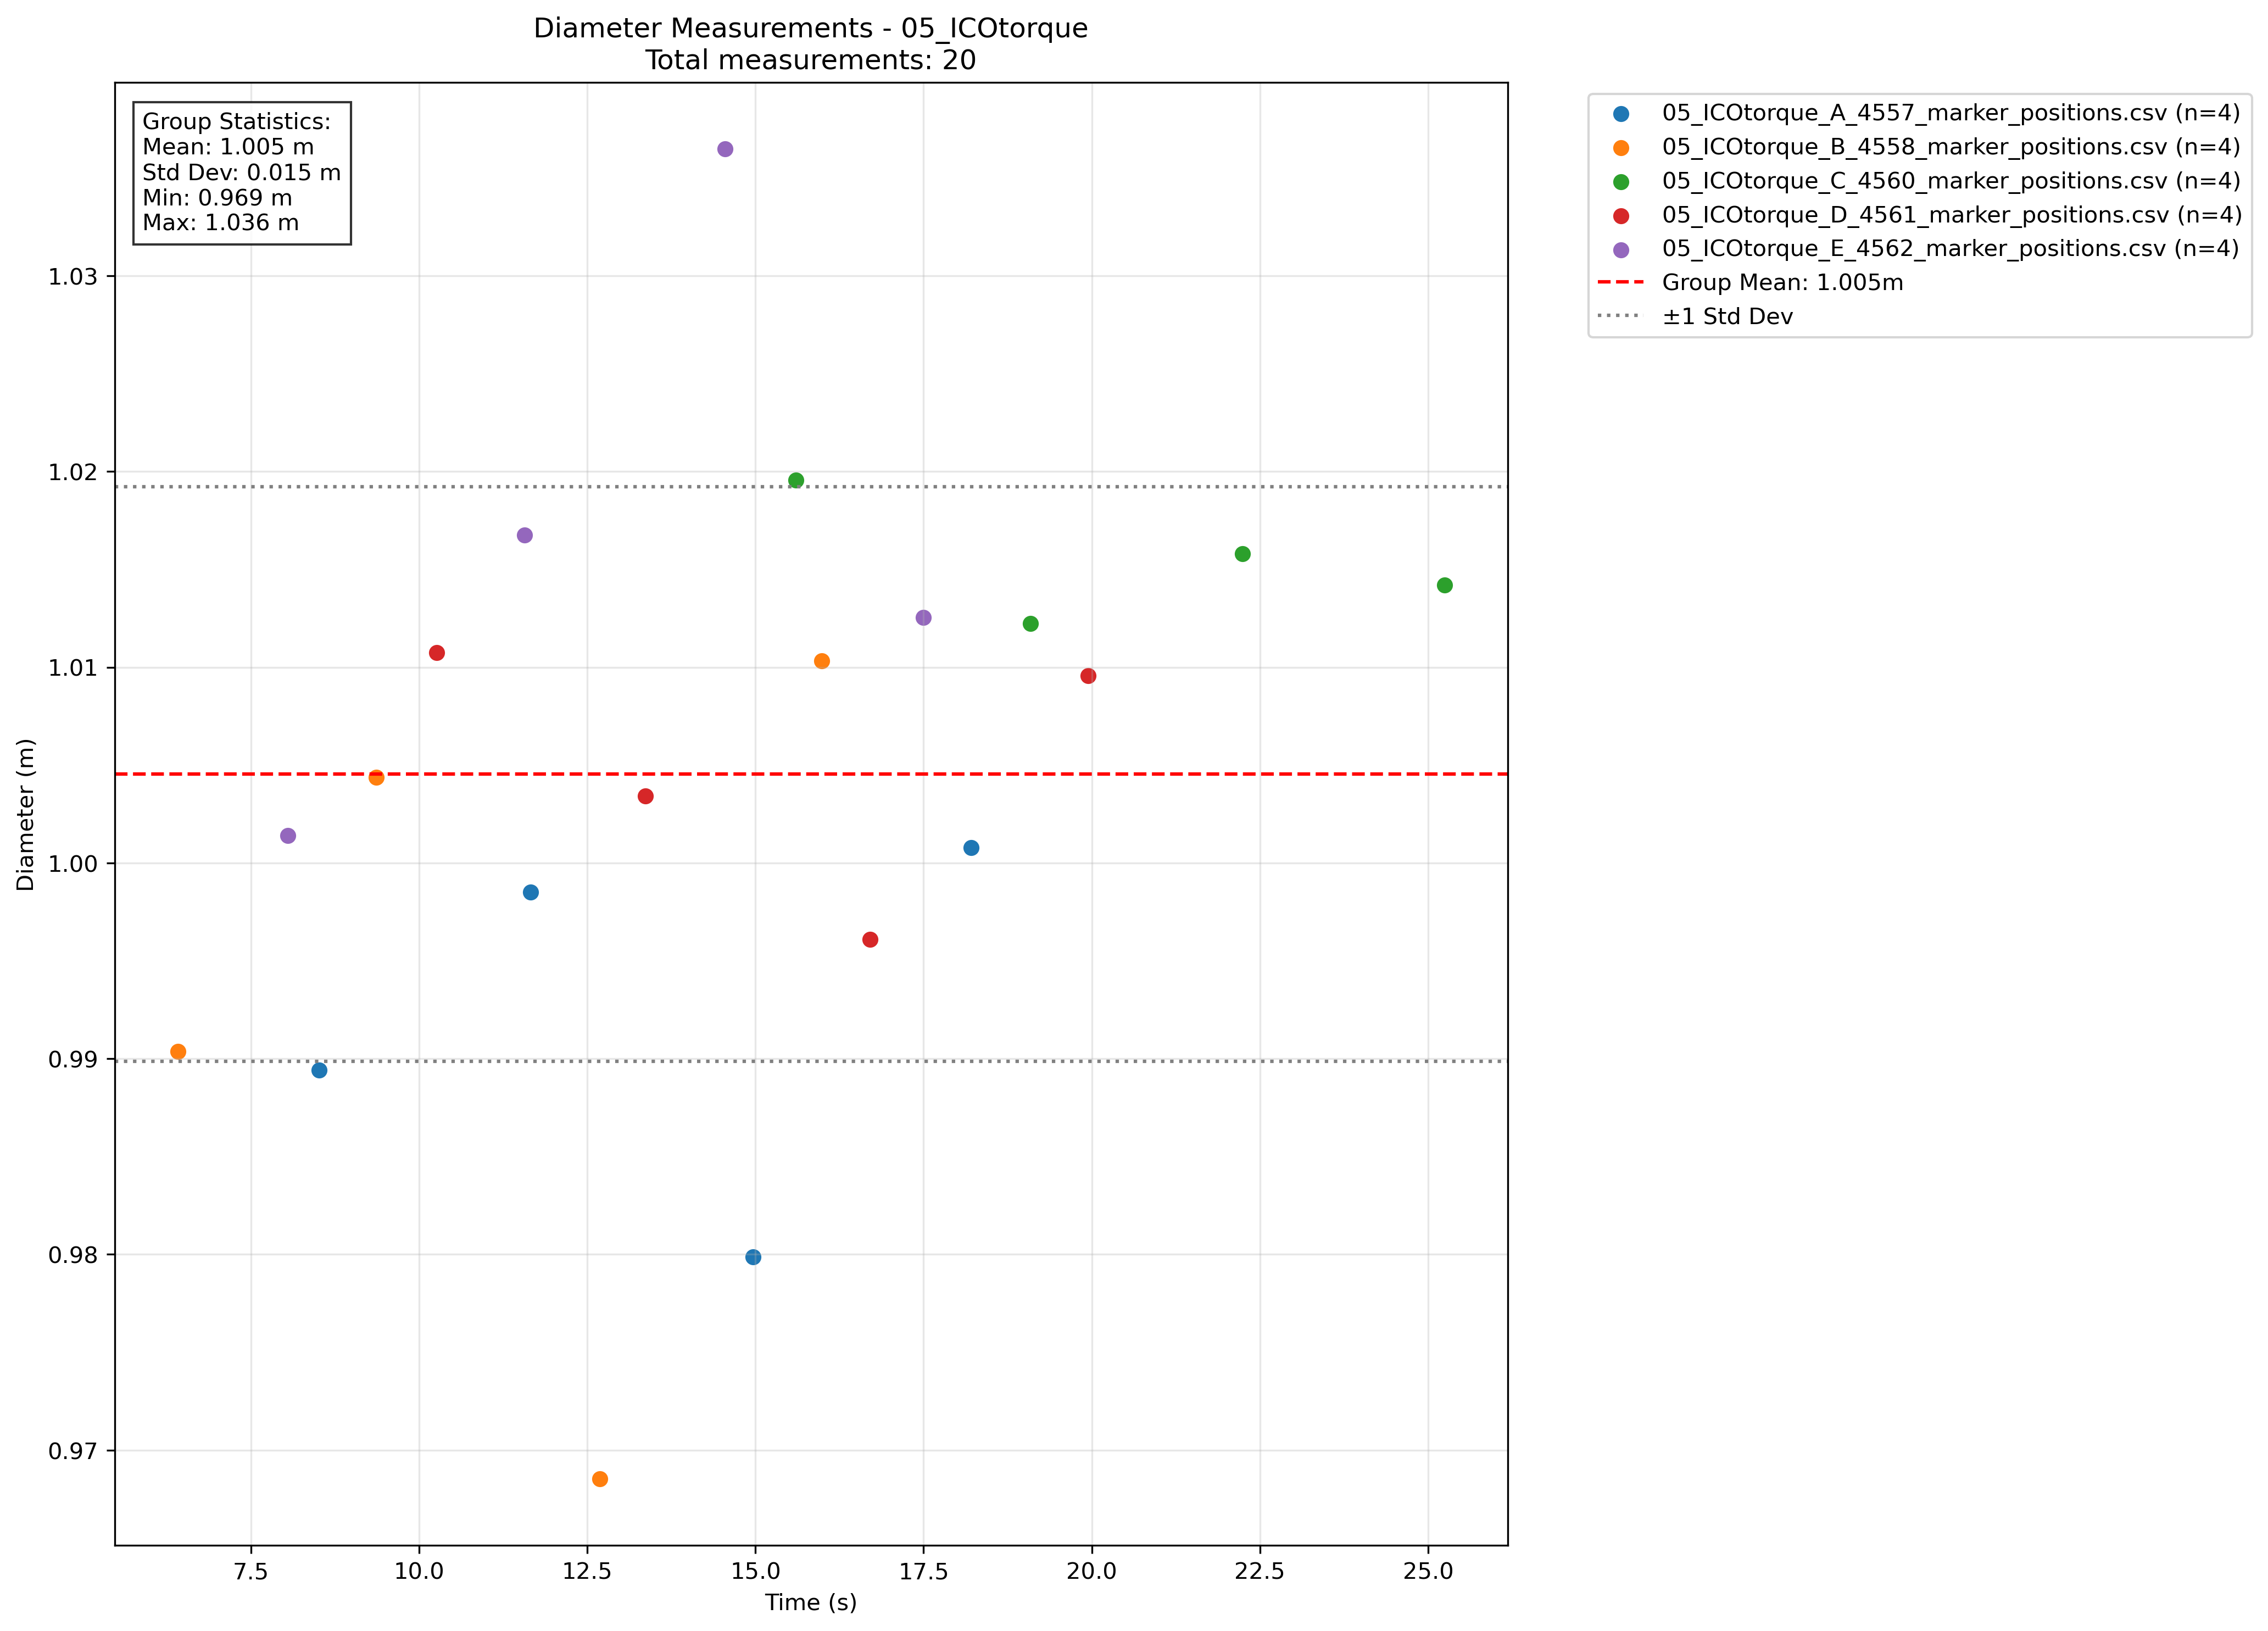 Diameter Measurements - 05_ICOtorque
Total measurements: 20
Group Statistics:
Mean: 1.005 m
Std Dev: 0.015 m
Min: 0.969 m
Max: 1.036 m
05_ICOtorque_A_4557_marker_positions.csv (n=4)
05_ICOtorque_B_4558_marker_positions.csv (n=4)
05_ICOtorque_C_4560_marker_positions.csv (n=4)
05_ICOtorque_D_4561_marker_positions.csv (n=4)
05_ICOtorque_E_4562_marker_positions.csv (n=4)
Group Mean: 1.005m
±1 Std Dev
Diameter (m)
1.03
1.02
1.01
1.00
0.99
0.98
0.97
7.5 10.0 12.5 15.0 17.5 20.0 22.5 25.0
Time (s)